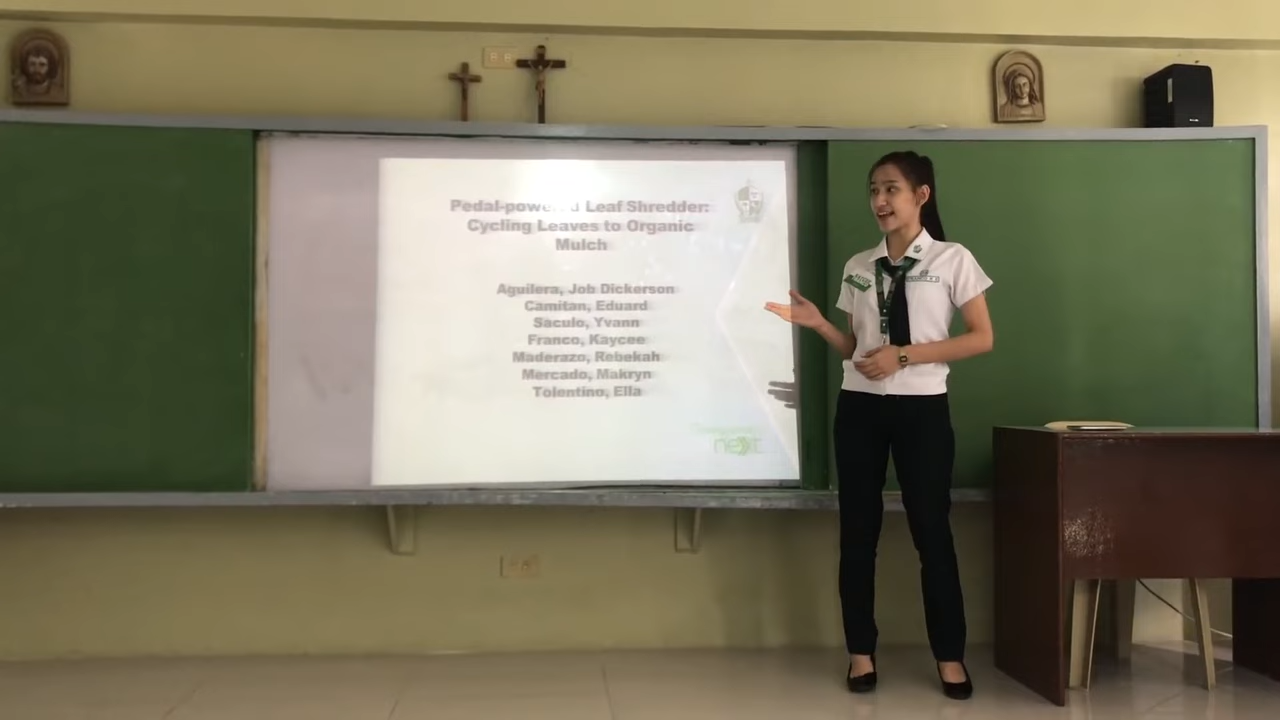 Pedal-powered Leaf Shredder:
Cycling Leaves to Organic
Mulch
Aguilera, Job Dickerson
Camitan, Eduard
Saculo, Yvann
Franco, Kaycee
Maderazo, Rebekah
Mercado, Makryn
Tolentino, Ella
next